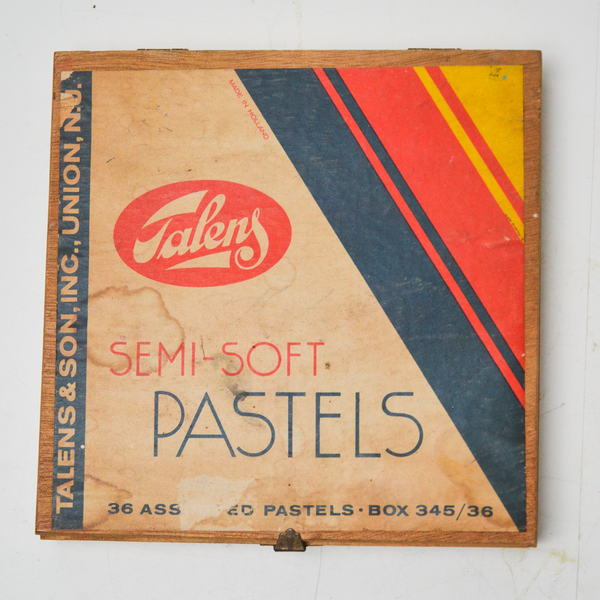 TALENS & SON, INC., UNION, N.J.
MADE IN HOLLAND
Talens
SEMI-SOFT
PASTELS
36 ASS ED PASTELS · BOX 345/36